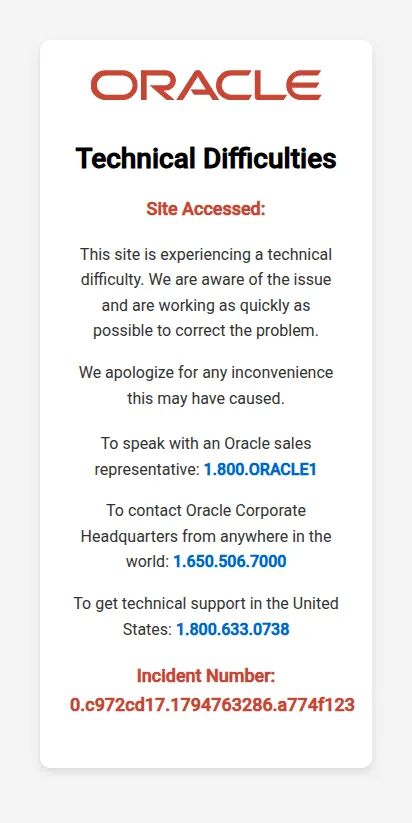 ORACLE
Technical Difficulties
Site Accessed:
This site is experiencing a technical
difficulty. We are aware of the issue
and are working as quickly as
possible to correct the problem.
We apologize for any inconvenience
this may have caused.
To speak with an Oracle sales
representative: 1.800.ORACLE1
To contact Oracle Corporate
Headquarters from anywhere in the
world: 1.650.506.7000
To get technical support in the United
States: 1.800.633.0738
Incident Number:
0.c972cd17.1794763286.a774f123